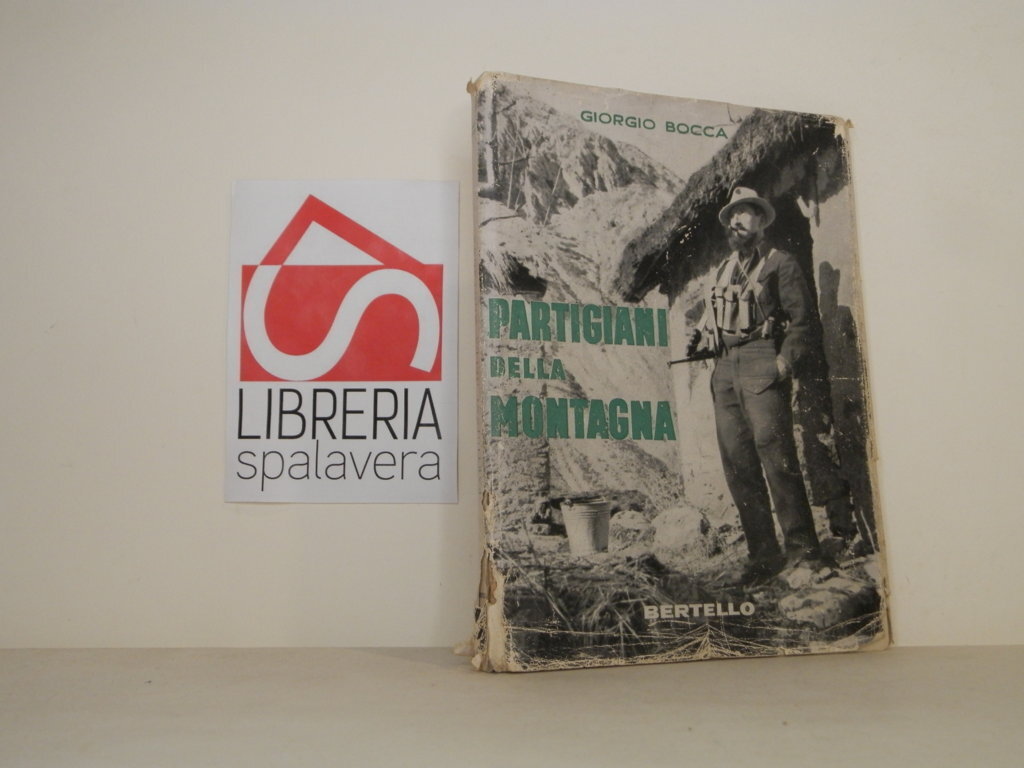 LIBRERIA
spalavera
GIORGIO BOCCA
PARTIGIANI
DELLA
MONTAGNA
BERTELLO